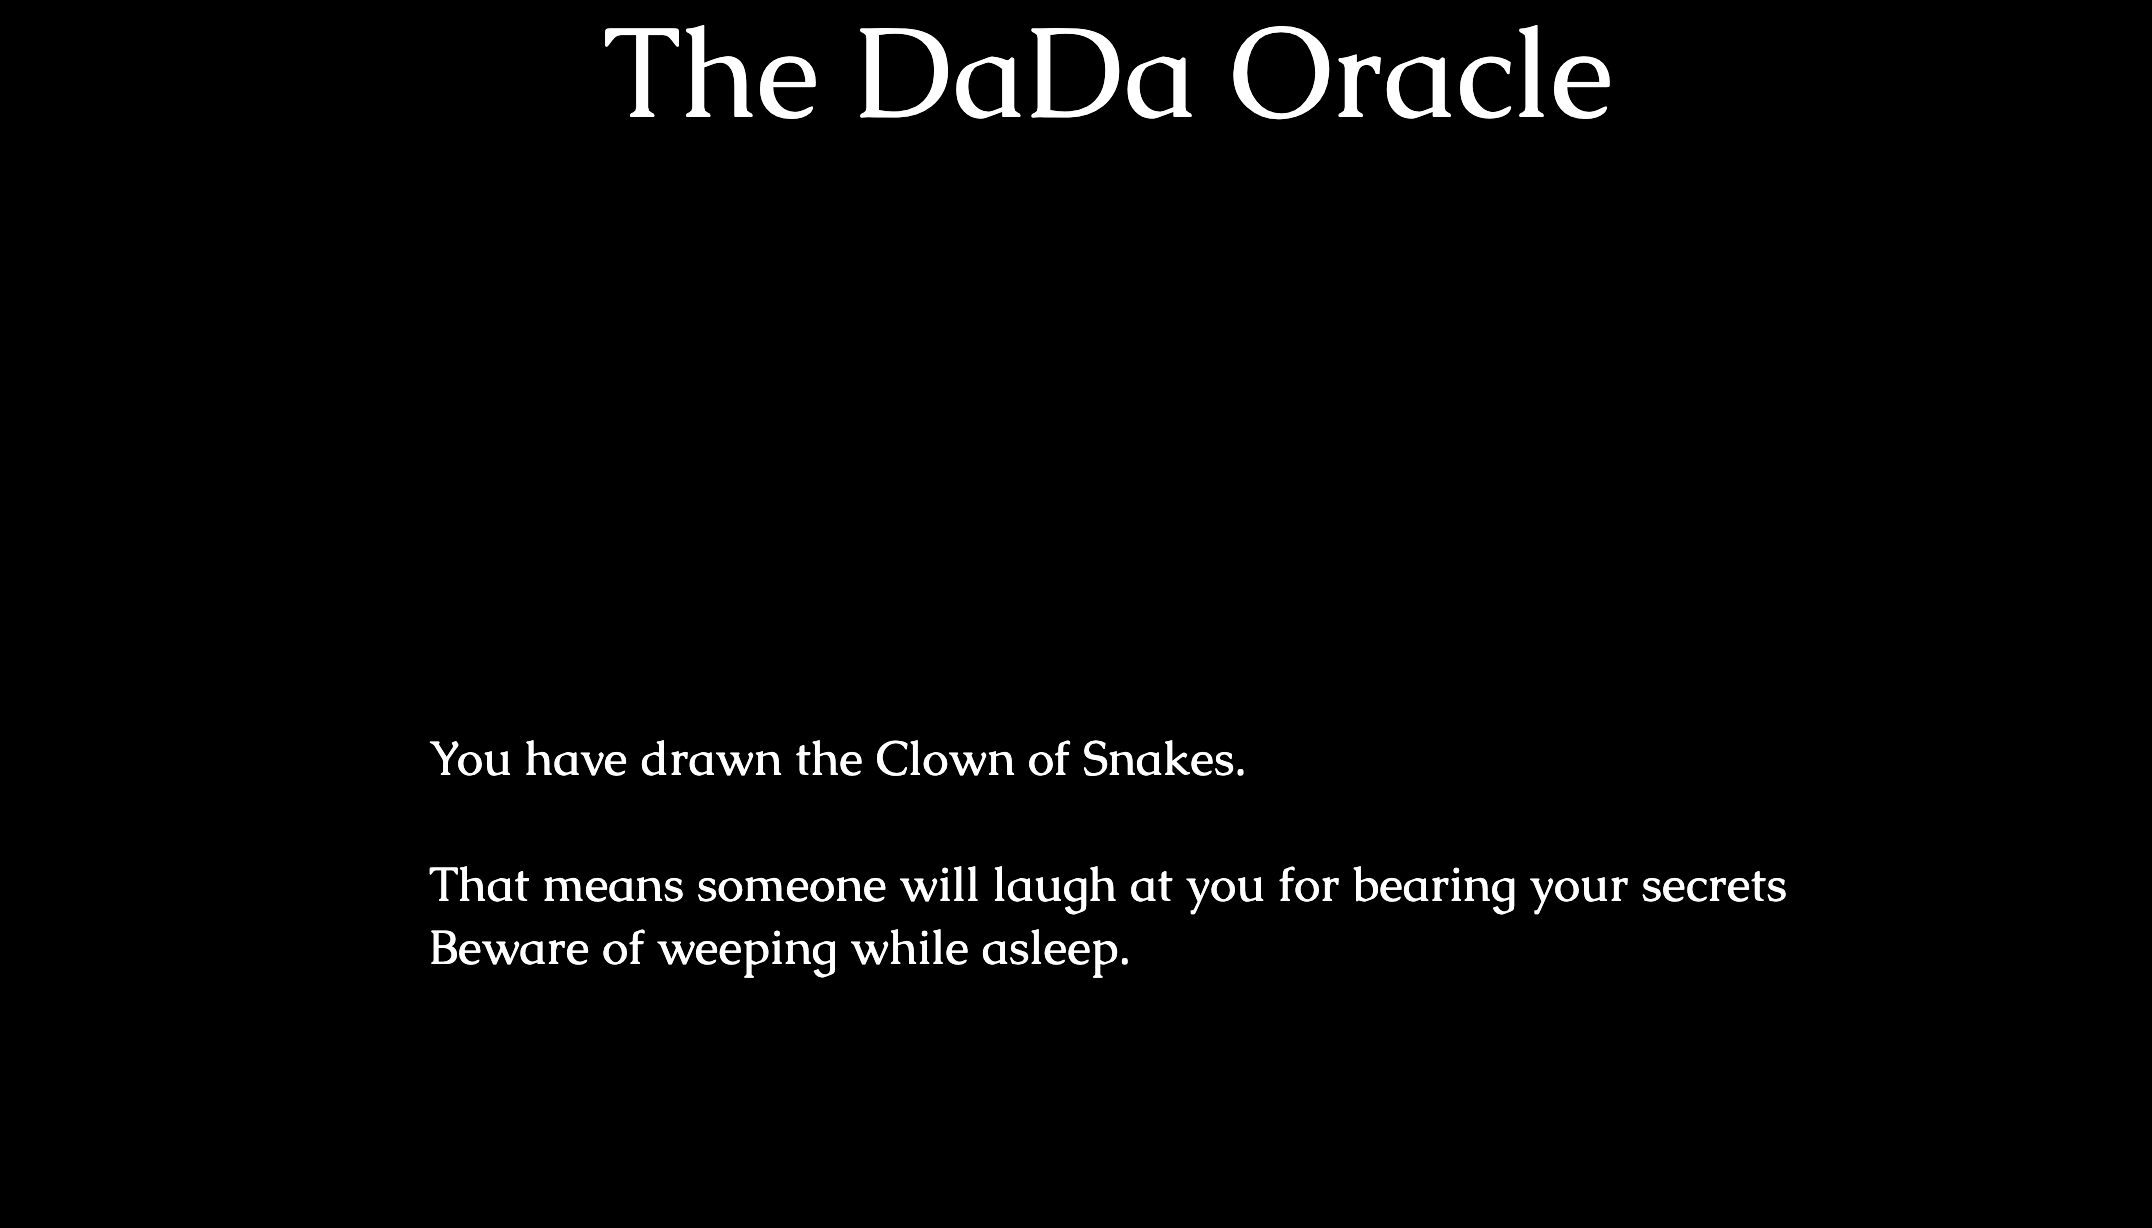 The DaDa Oracle
You have drawn the Clown of Snakes.
That means someone will laugh at you for bearing your secrets
Beware of weeping while asleep.